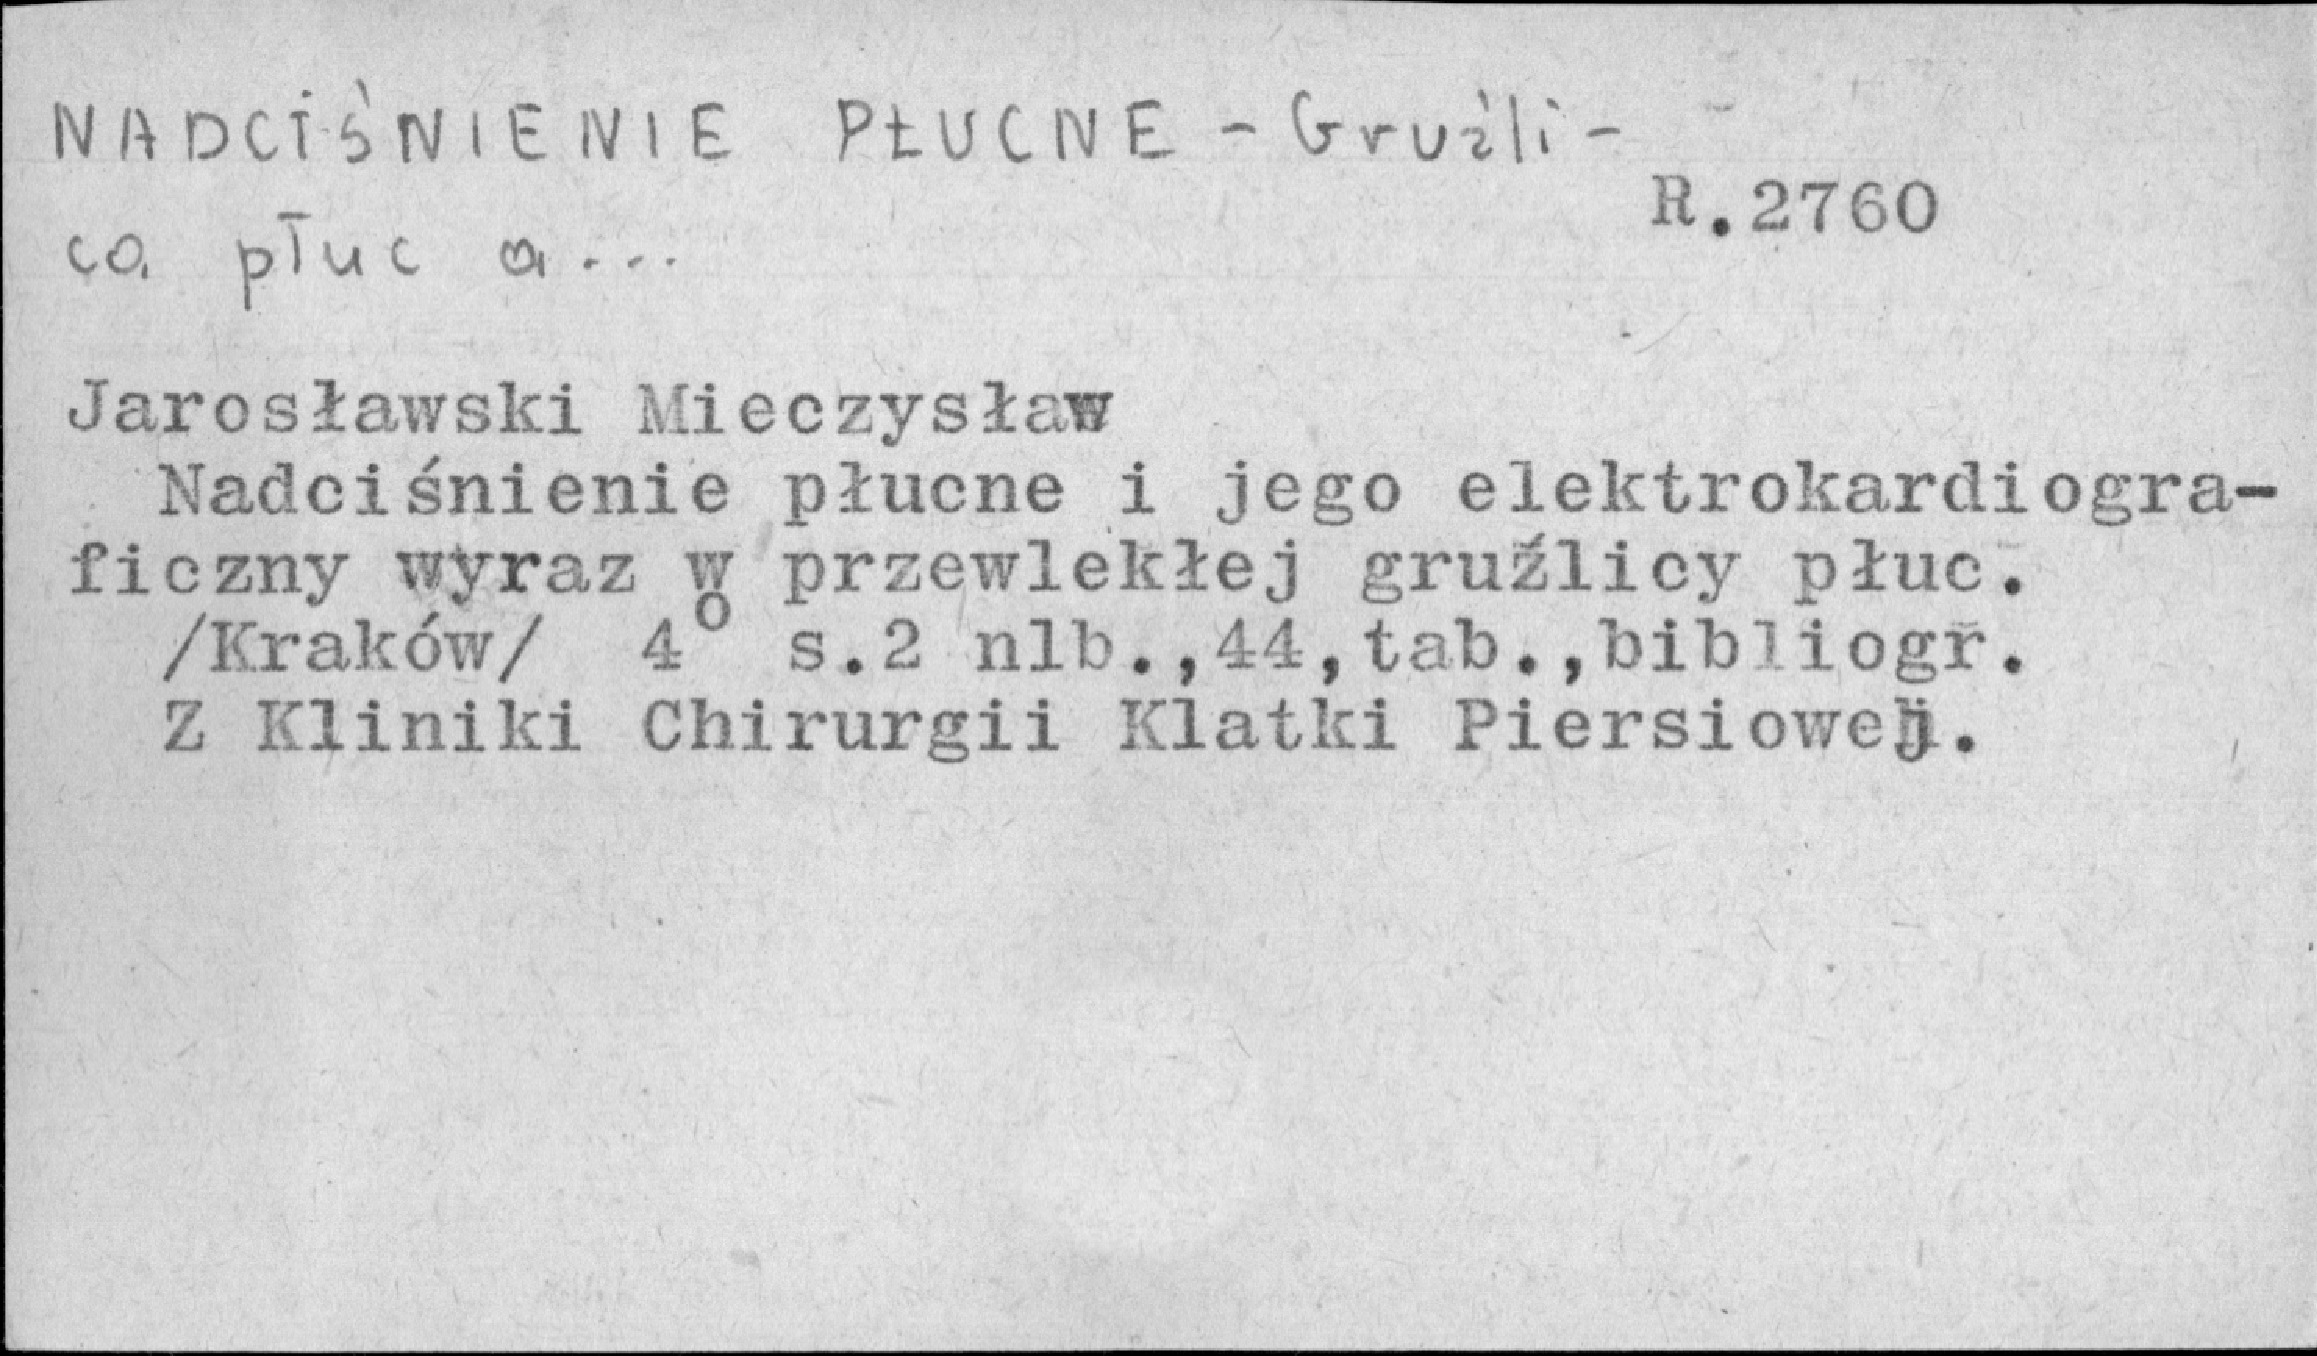 NADCIŚNIENIE PŁUCNE - Gruźli-
R.2760
ca płuc a...
Jarosławski Mieczysław
Nadciśnienie płucne i jego elektrokardiogra-
ficzny wyraz w przewlekłej gruźlicy płuc.
/Kraków/ 4° s.2 nlb.,44,tab.,bibliogr.
Z Kliniki Chirurgii Klatki Piersiowej.